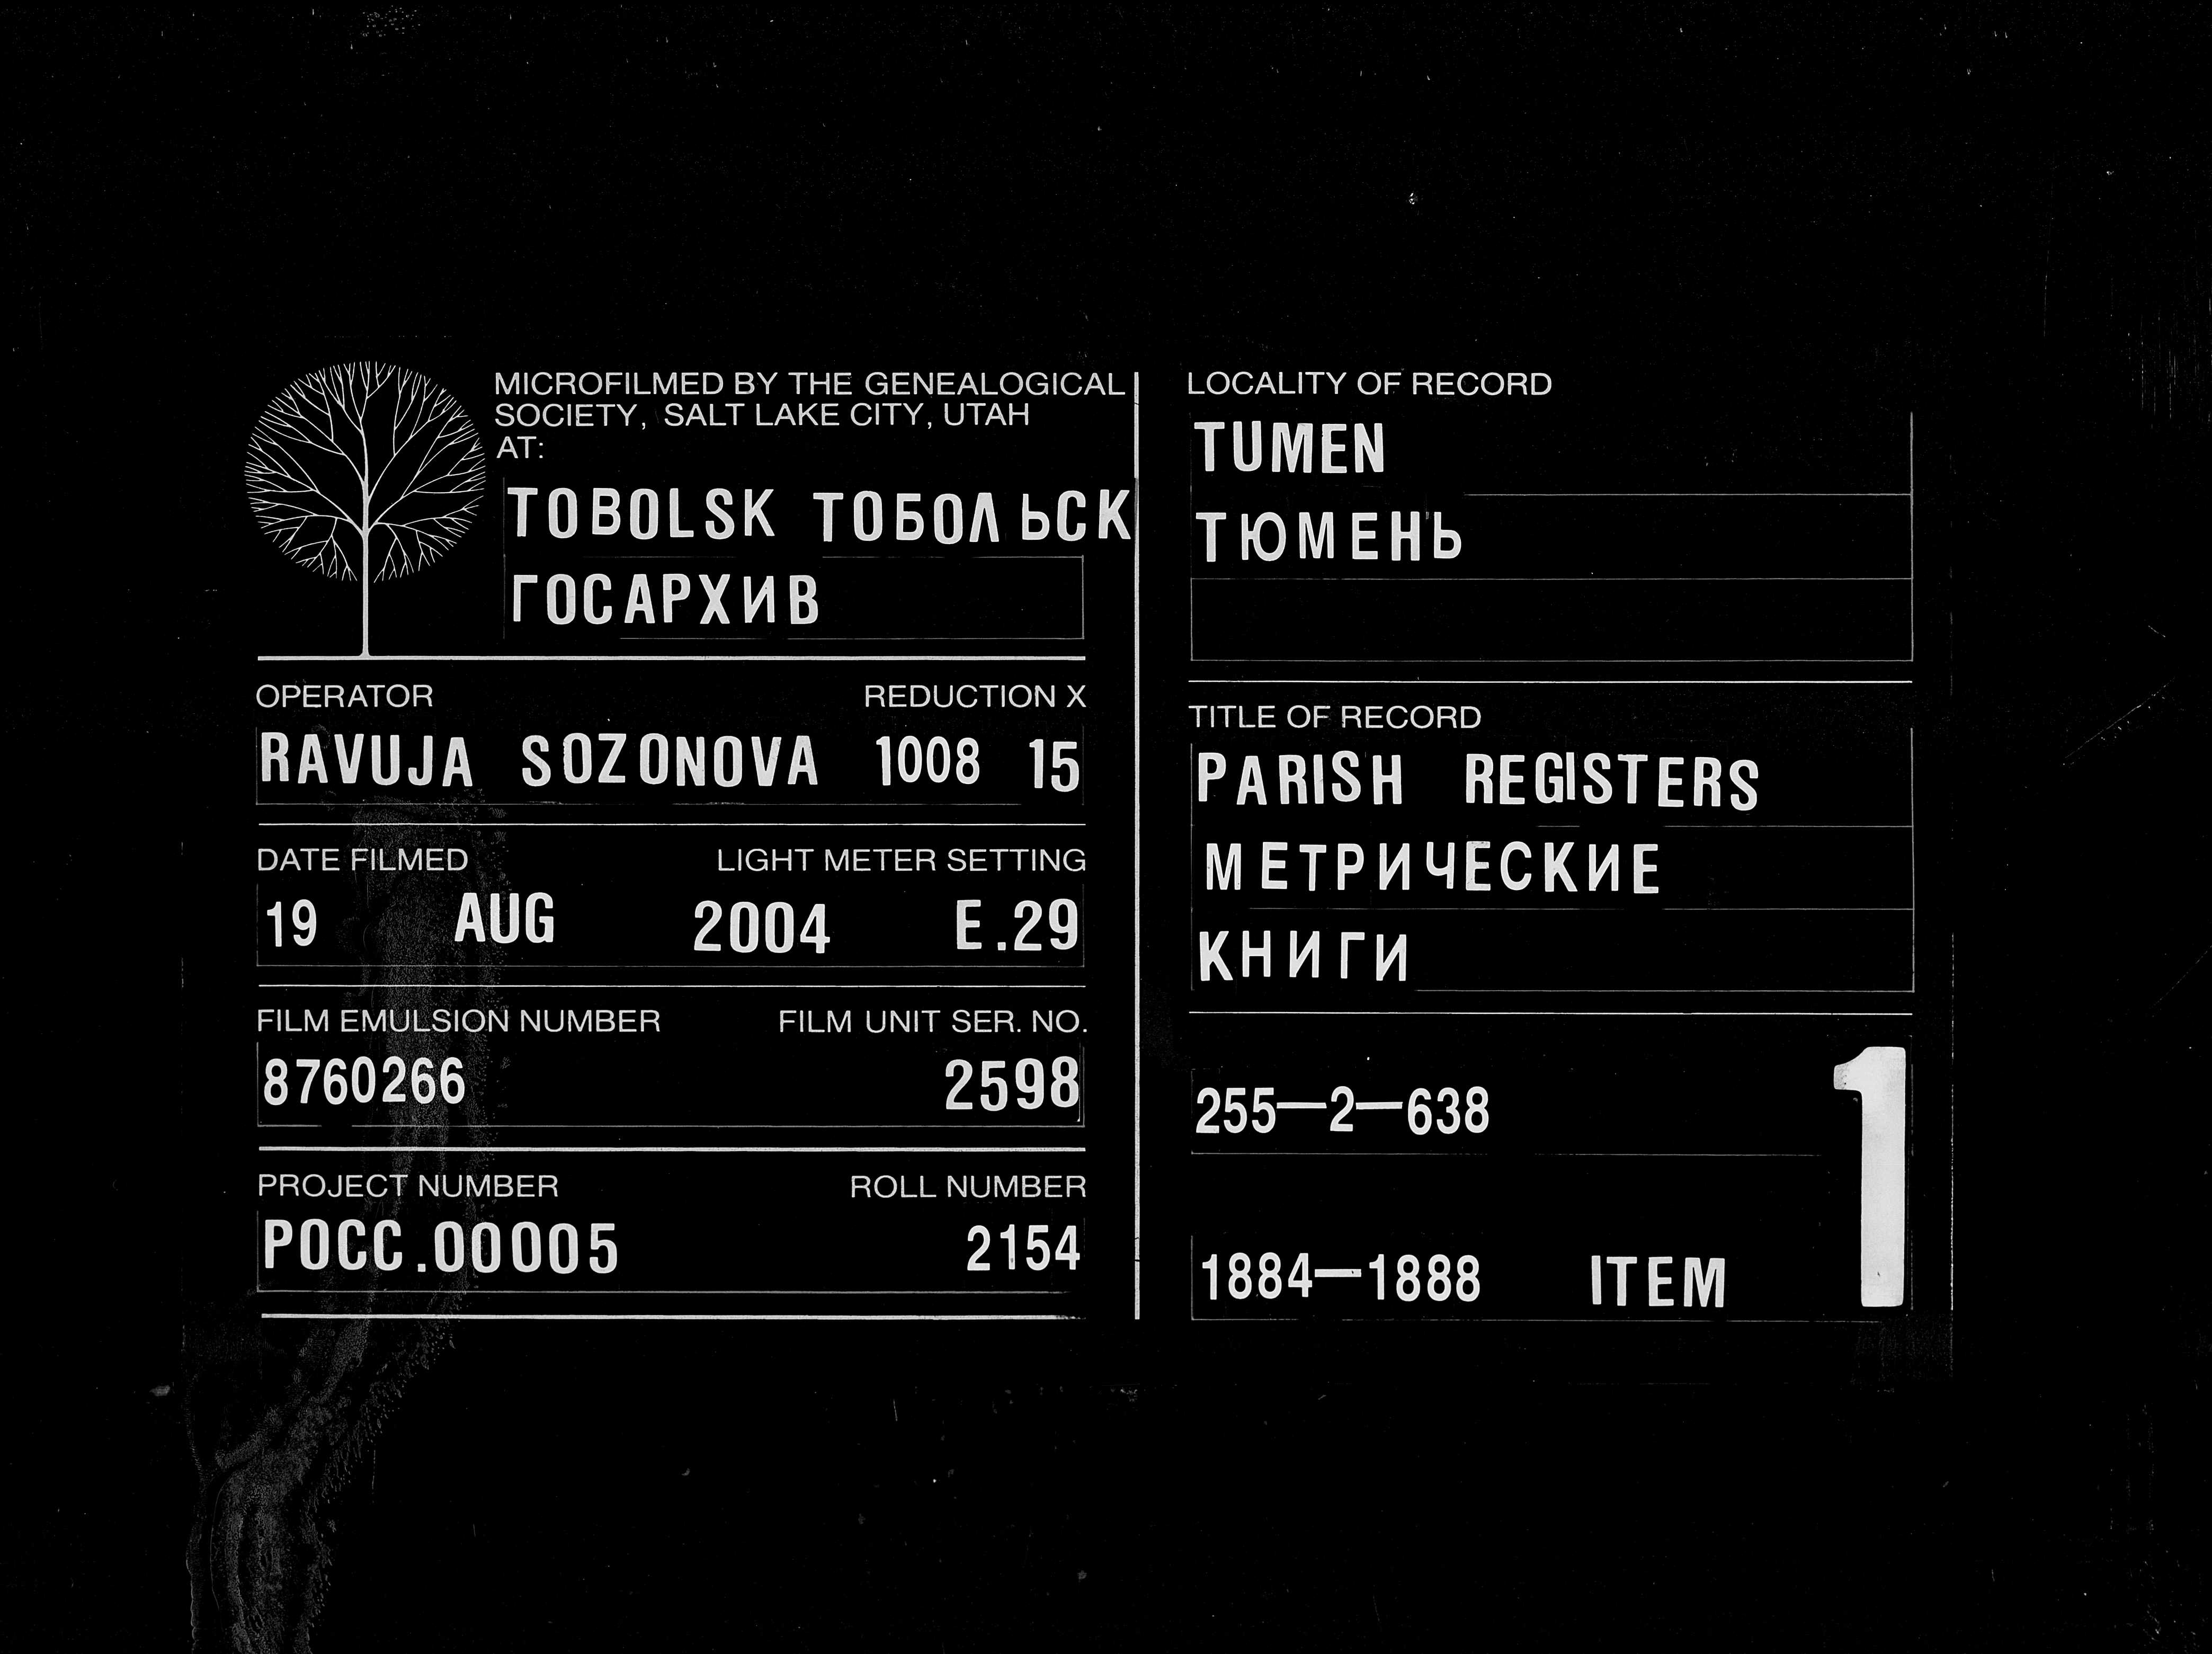 MICROFILMED BY THE GENEALOGICAL
SOCIETY, SALT LAKE CITY, UTAH
AT:
TOBOLSK ТОБОЛЬСК
ГОСАРХИВ
OPERATOR REDUCTION X
RAVUJA SOZONOVA 1008 15
DATE FILMED LIGHT METER SETTING
19 AUG 2004 E.29
FILM EMULSION NUMBER FILM UNIT SER. NO.
8760266 2598
PROJECT NUMBER ROLL NUMBER
РОСС.00005 2154
LOCALITY OF RECORD
TUMEN
ТЮМЕНЬ
TITLE OF RECORD
PARISH REGISTERS
МЕТРИЧЕСКИЕ
КНИГИ
255—2—638
1884—1888 ITEM 1